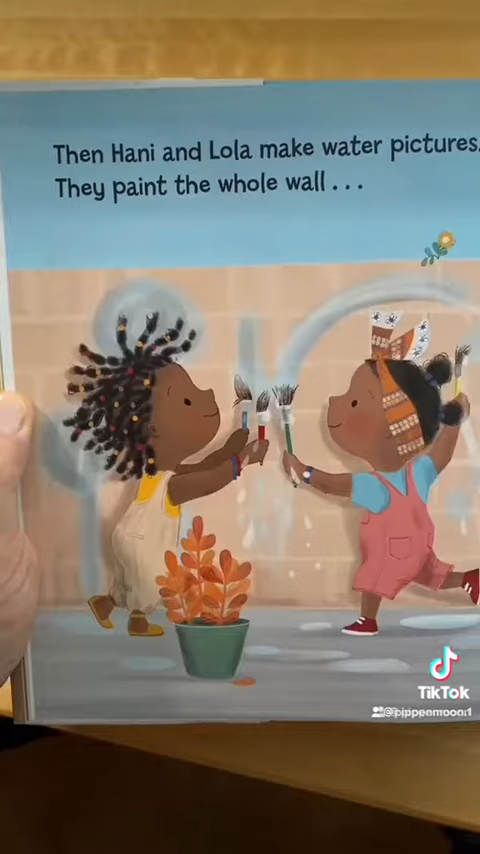 Then Hani and Lola make water pictures.
They paint the whole wall . . .
TikTok
@pippenmoon1